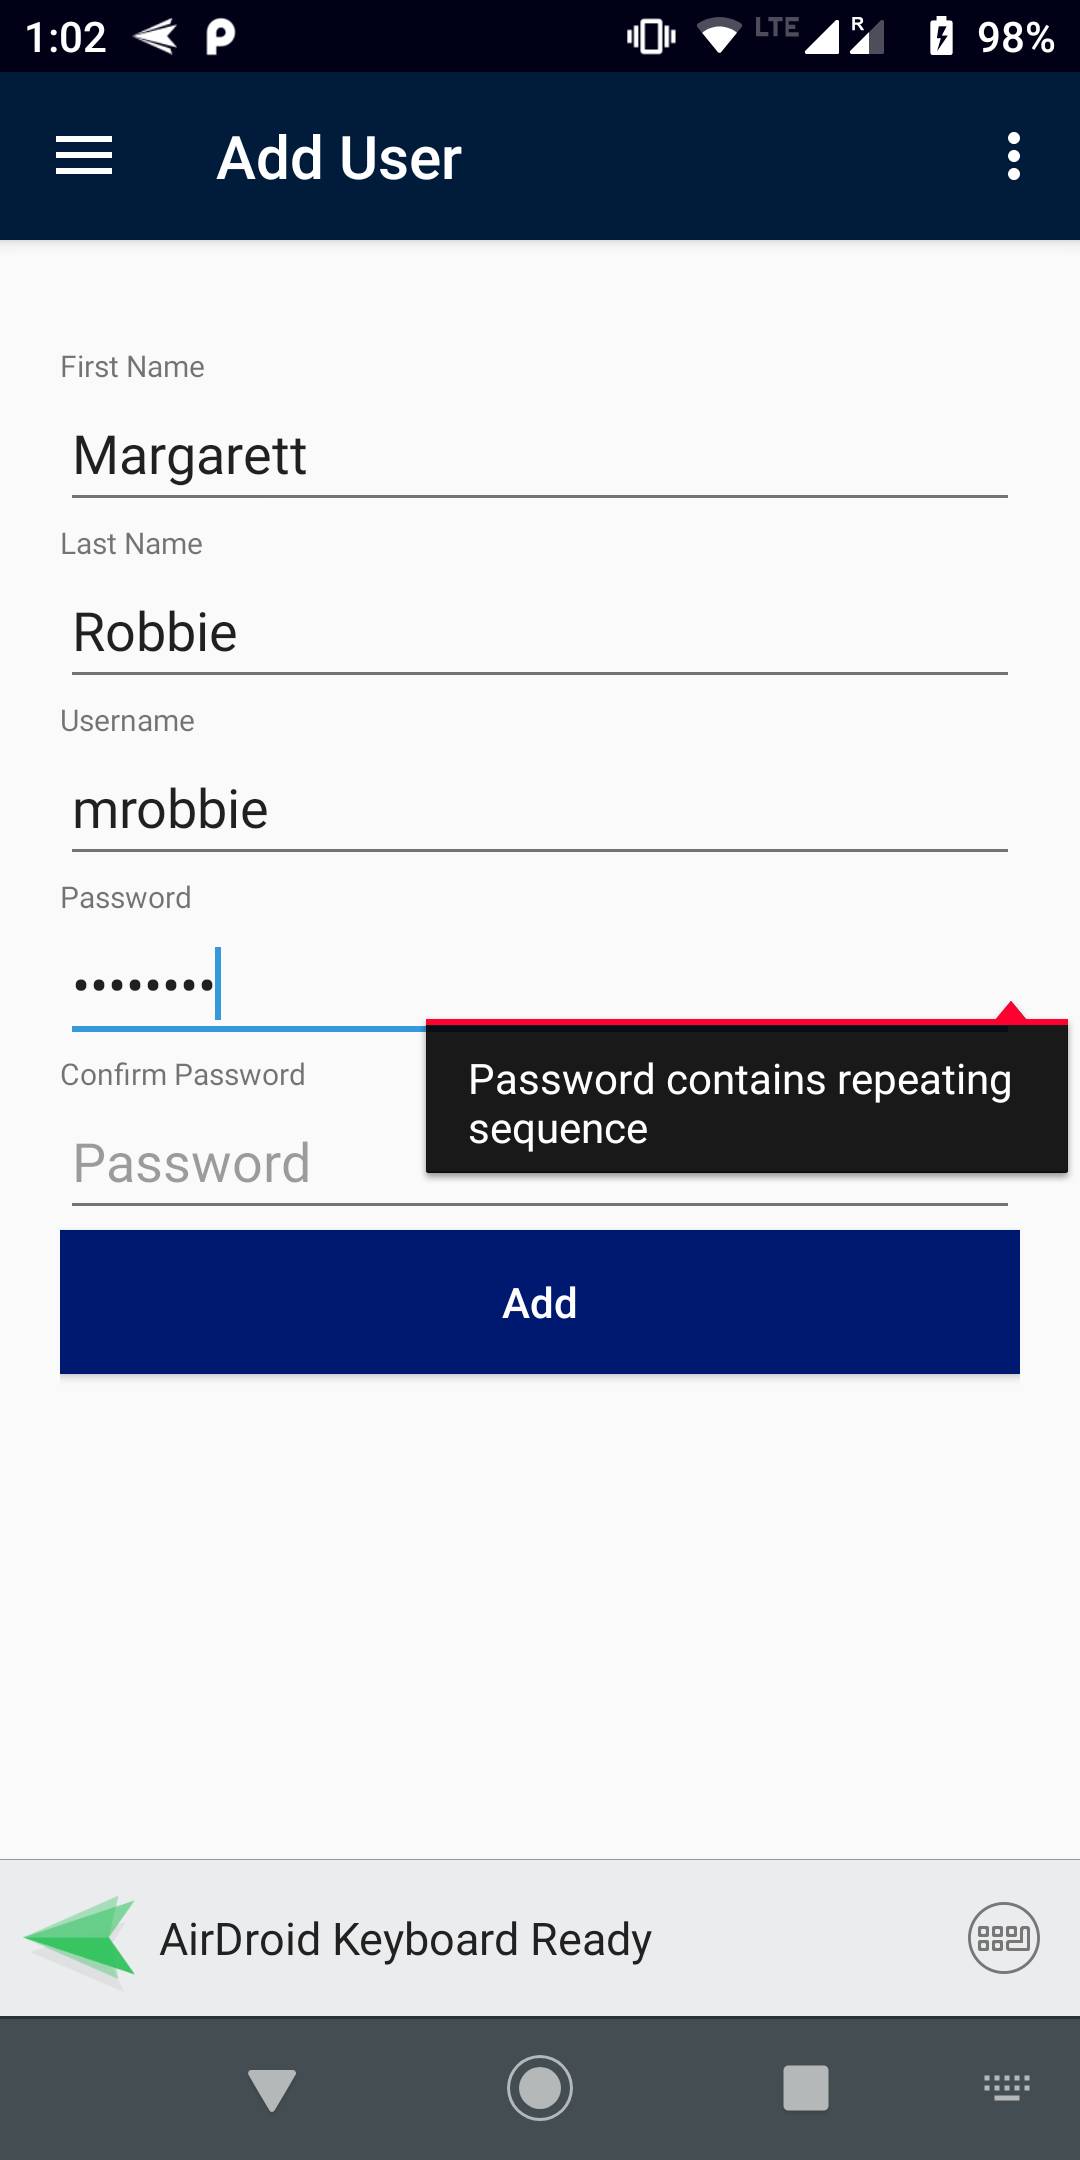 1:02
LTE
R
98%
Add User
First Name
Margarett
Last Name
Robbie
Username
mrobbie
Password
••••••••
Confirm Password
Password
Password contains repeating
sequence
Add
AirDroid Keyboard Ready